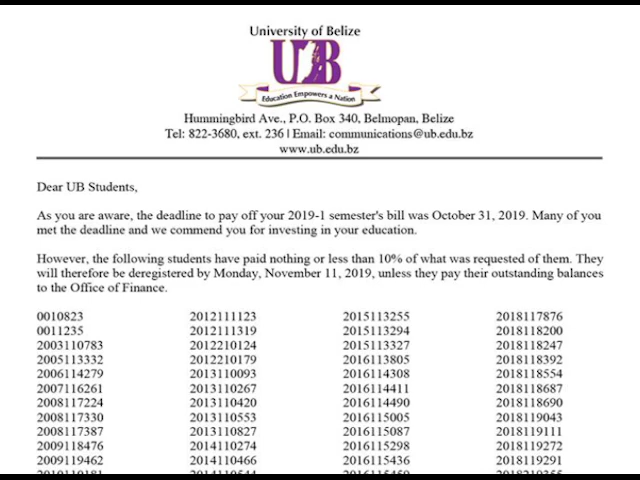 University of Belize
UB
Education Empowers a Nation
Hummingbird Ave., P.O. Box 340, Belmopan, Belize
Tel: 822-3680, ext. 236 | Email: communications@ub.edu.bz
www.ub.edu.bz
Dear UB Students,
As you are aware, the deadline to pay off your 2019-1 semester's bill was October 31, 2019. Many of you
met the deadline and we commend you for investing in your education.
However, the following students have paid nothing or less than 10% of what was requested of them. They
will therefore be deregistered by Monday, November 11, 2019, unless they pay their outstanding balances
to the Office of Finance.
0010823 2012111123 2015113255 2018117876
0011235 2012111319 2015113294 2018118200
2003110783 2012210124 2015113327 2018118247
2005113332 2012210179 2016113805 2018118392
2006114279 2013110093 2016114308 2018118554
2007116261 2013110267 2016114411 2018118687
2008117224 2013110420 2016114490 2018118690
2008117330 2013110553 2016115005 2018119043
2008117387 2013110827 2016115087 2018119111
2009118476 2014110274 2016115298 2018119272
2009119462 2014110466 2016115436 2018119291